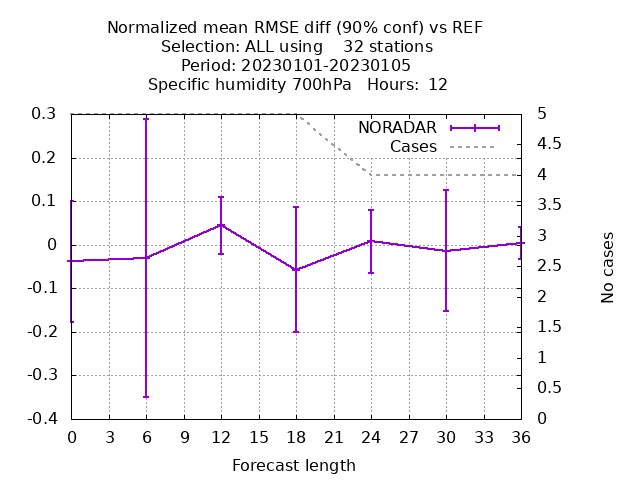 Normalized mean RMSE diff (90% conf) vs REF
Selection: ALL using    32 stations
Period: 20230101-20230105
Specific humidity 700hPa   Hours:  12
NORADAR
Cases
0.3
0.2
0.1
0
-0.1
-0.2
-0.3
-0.4
5
4.5
4
3.5
3
2.5
2
1.5
1
0.5
0
No cases
0 3 6 9 12 15 18 21 24 27 30 33 36
Forecast length